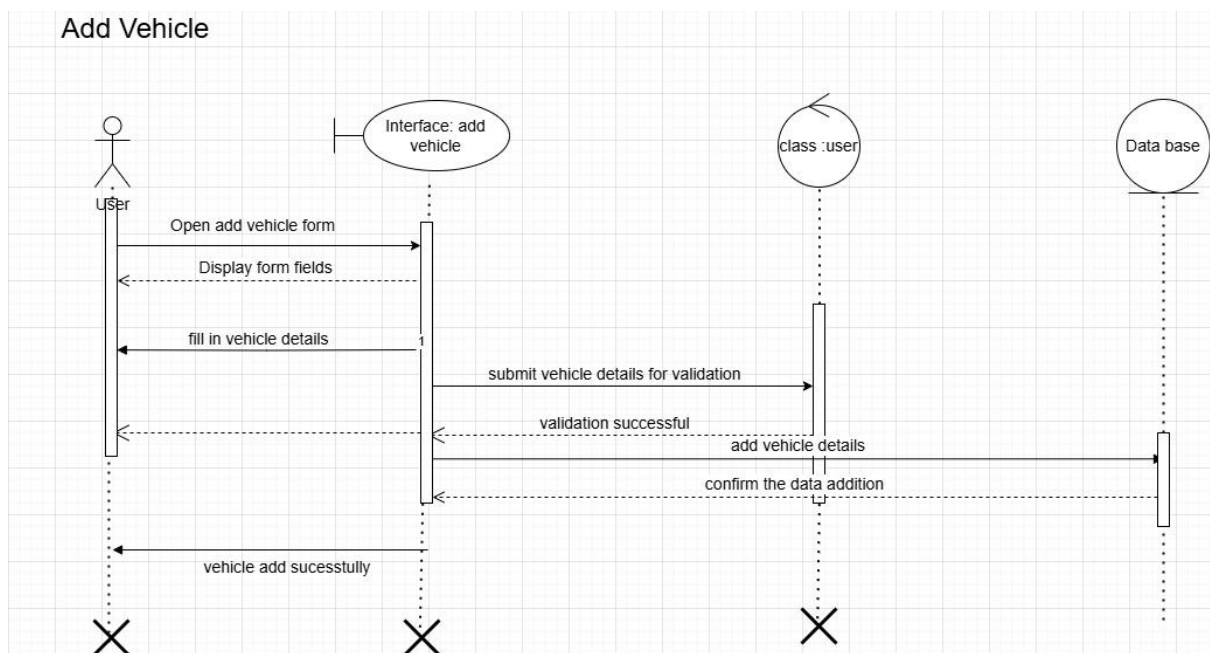 Add Vehicle
Interface: add
vehicle
class :user
Data base
User
Open add vehicle form
Display form fields
fill in vehicle details
1
submit vehicle details for validation
validation successful
add vehicle details
confirm the data addition
vehicle add sucesstully